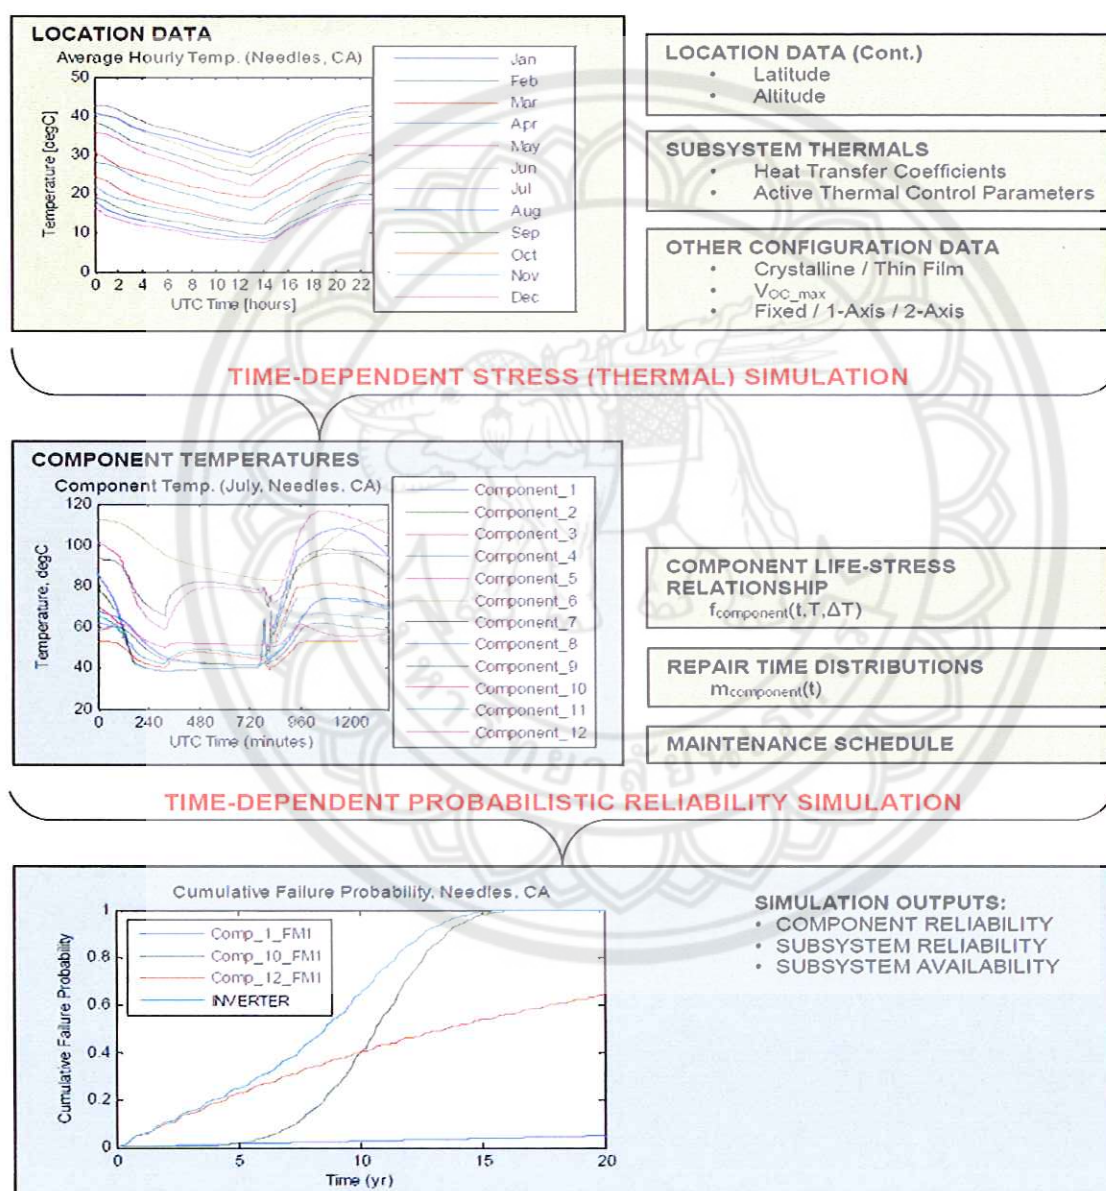 LOCATION DATA
Average Hourly Temp. (Needles, CA)
50
40
30
20
10
0
Temperature [degC]
0 2 4 6 8 10 12 14 16 18 20 22
UTC Time [hours]
Jan
Feb
Mar
Apr
May
Jun
Jul
Aug
Sep
Oct
Nov
Dec
LOCATION DATA (Cont.)
• Latitude
• Altitude
SUBSYSTEM THERMALS
• Heat Transfer Coefficients
• Active Thermal Control Parameters
OTHER CONFIGURATION DATA
• Crystalline / Thin Film
• VOC_max
• Fixed / 1-Axis / 2-Axis
TIME-DEPENDENT STRESS (THERMAL) SIMULATION
COMPONENT TEMPERATURES
Component Temp. (July, Needles, CA)
120
100
80
60
40
20
Temperature, degC
0 240 480 720 960 1200
UTC Time (minutes)
Component_1
Component_2
Component_3
Component_4
Component_5
Component_6
Component_7
Component_8
Component_9
Component_10
Component_11
Component_12
COMPONENT LIFE-STRESS
RELATIONSHIP
fcomponent(t,T,ΔT)
REPAIR TIME DISTRIBUTIONS
mcomponent(t)
MAINTENANCE SCHEDULE
TIME-DEPENDENT PROBABILISTIC RELIABILITY SIMULATION
Cumulative Failure Probability, Needles, CA
1
0.8
0.6
0.4
0.2
0
Cumulative Failure Probability
0 5 10 15 20
Time (yr)
Comp_1_FM1
Comp_10_FM1
Comp_12_FM1
INVERTER
SIMULATION OUTPUTS:
• COMPONENT RELIABILITY
• SUBSYSTEM RELIABILITY
• SUBSYSTEM AVAILABILITY